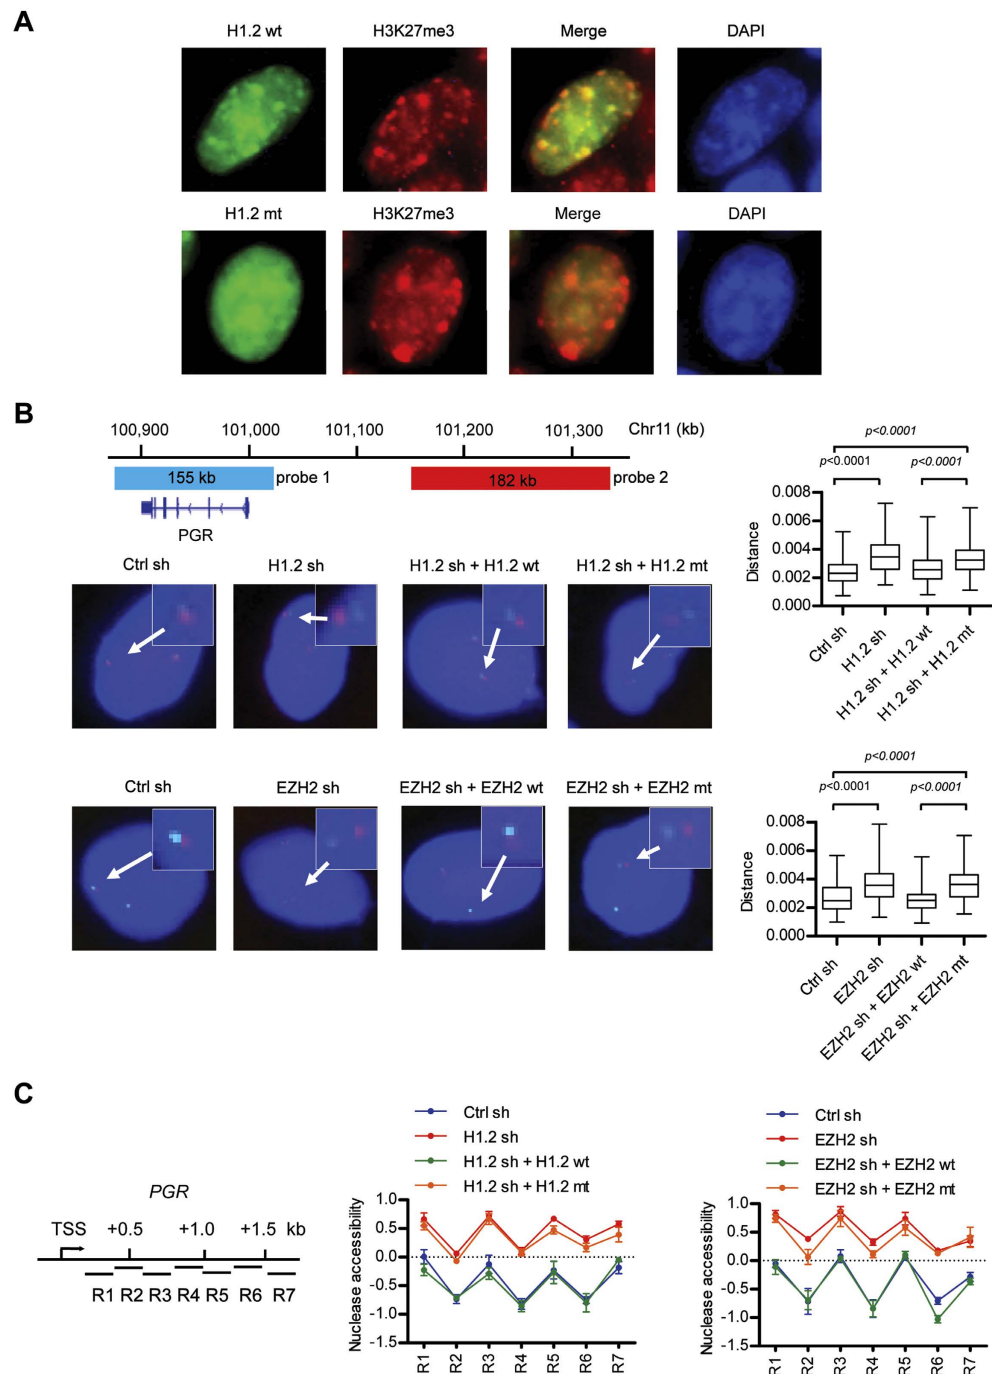 A
H1.2 wt
H3K27me3
Merge
DAPI
H1.2 mt
H3K27me3
Merge
DAPI
B
100,900
101,000
101,100
101,200
101,300
Chr11 (kb)
155 kb
probe 1
182 kb
probe 2
PGR
Ctrl sh
H1.2 sh
H1.2 sh + H1.2 wt
H1.2 sh + H1.2 mt
p<0.0001
p<0.0001
p<0.0001
Distance
0.008
0.006
0.004
0.002
0.000
Ctrl sh
H1.2 sh
H1.2 sh + H1.2 wt
H1.2 sh + H1.2 mt
Ctrl sh
EZH2 sh
EZH2 sh + EZH2 wt
EZH2 sh + EZH2 mt
p<0.0001
p<0.0001
p<0.0001
Distance
0.008
0.006
0.004
0.002
0.000
Ctrl sh
EZH2 sh
EZH2 sh + EZH2 wt
EZH2 sh + EZH2 mt
C
PGR
TSS
+0.5
+1.0
+1.5
kb
R1
R2
R3
R4
R5
R6
R7
Ctrl sh
H1.2 sh
H1.2 sh + H1.2 wt
H1.2 sh + H1.2 mt
Nuclease accessibility
1.0
0.5
0.0
-0.5
-1.0
-1.5
R1
R2
R3
R4
R5
R6
R7
Ctrl sh
EZH2 sh
EZH2 sh + EZH2 wt
EZH2 sh + EZH2 mt
Nuclease accessibility
1.0
0.5
0.0
-0.5
-1.0
-1.5
R1
R2
R3
R4
R5
R6
R7